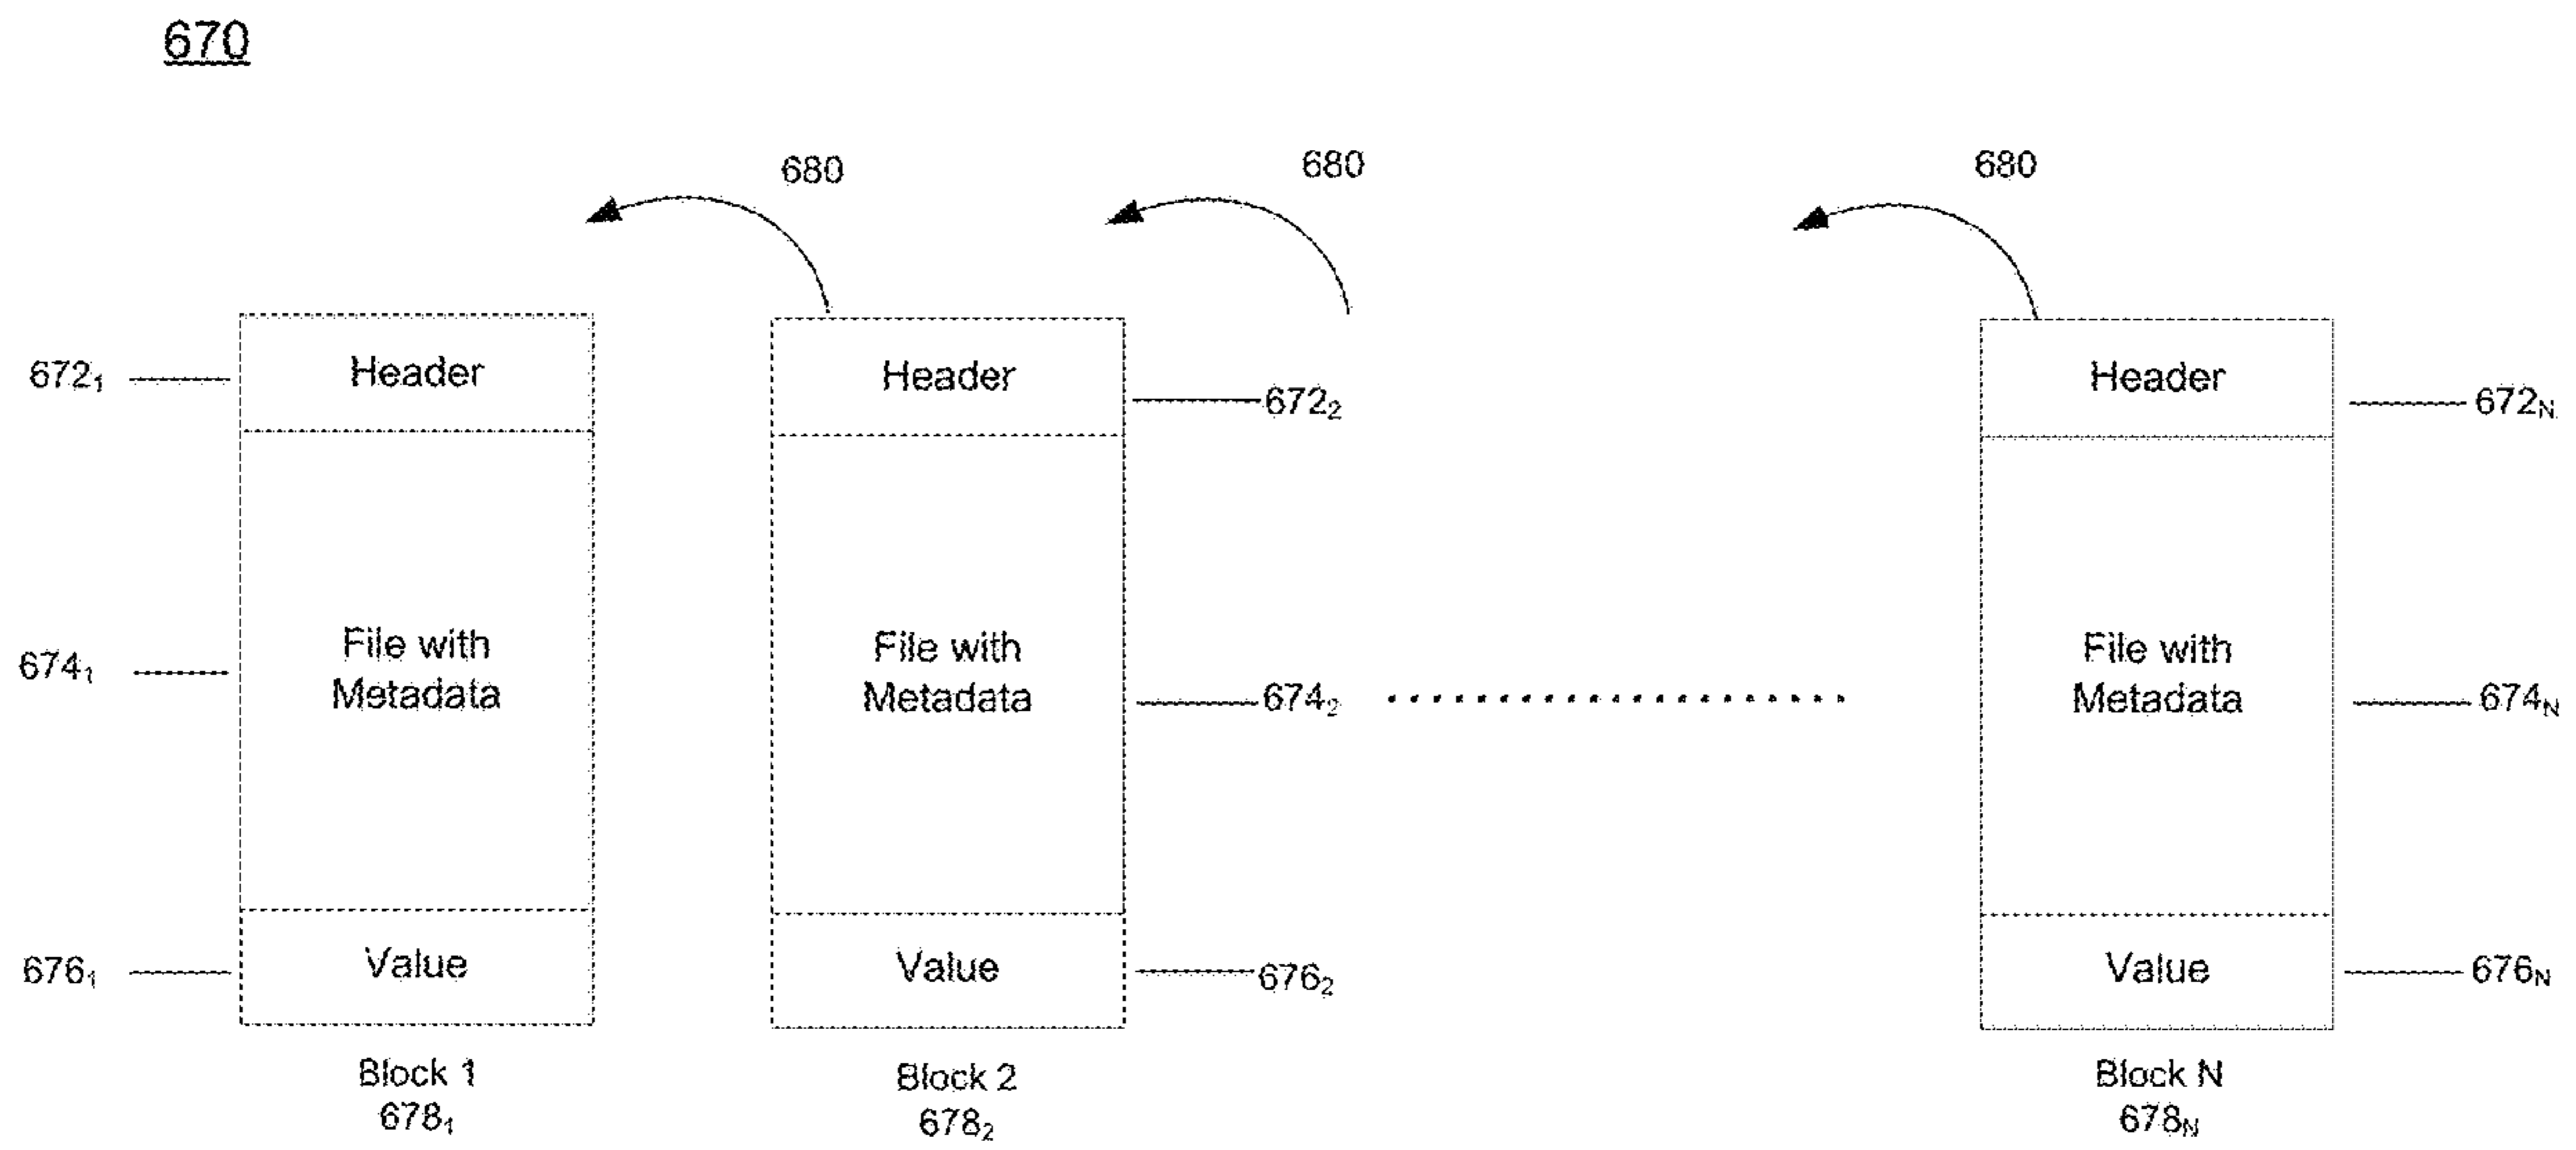 670
680 680 680
672₁ Header Header 672₂ Header 672N
File with File with File with
674₁ Metadata Metadata 674₂ Metadata 674N
676₁ Value Value 676₂ Value 676N
Block 1 Block 2 Block N
678₁ 678₂ 678N